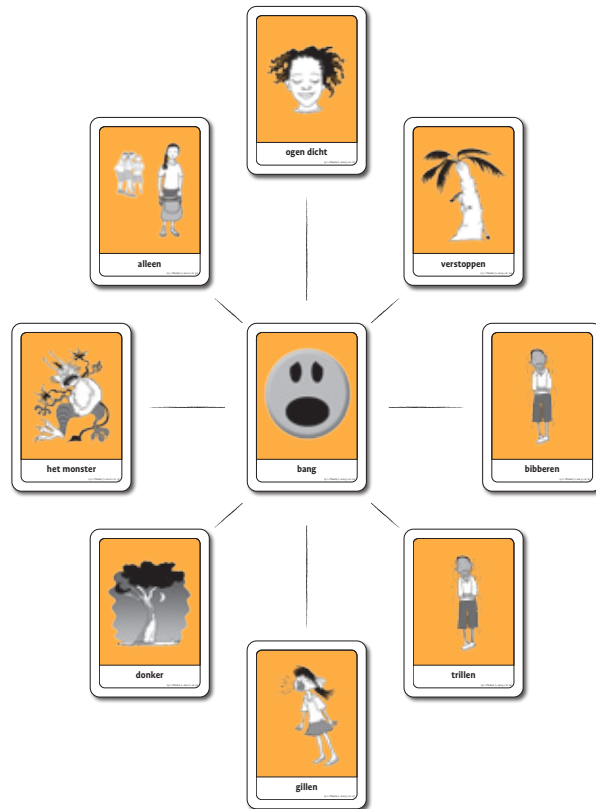 ogen dicht
alleen
verstoppen
het monster
bang
bibberen
donker
trillen
gillen